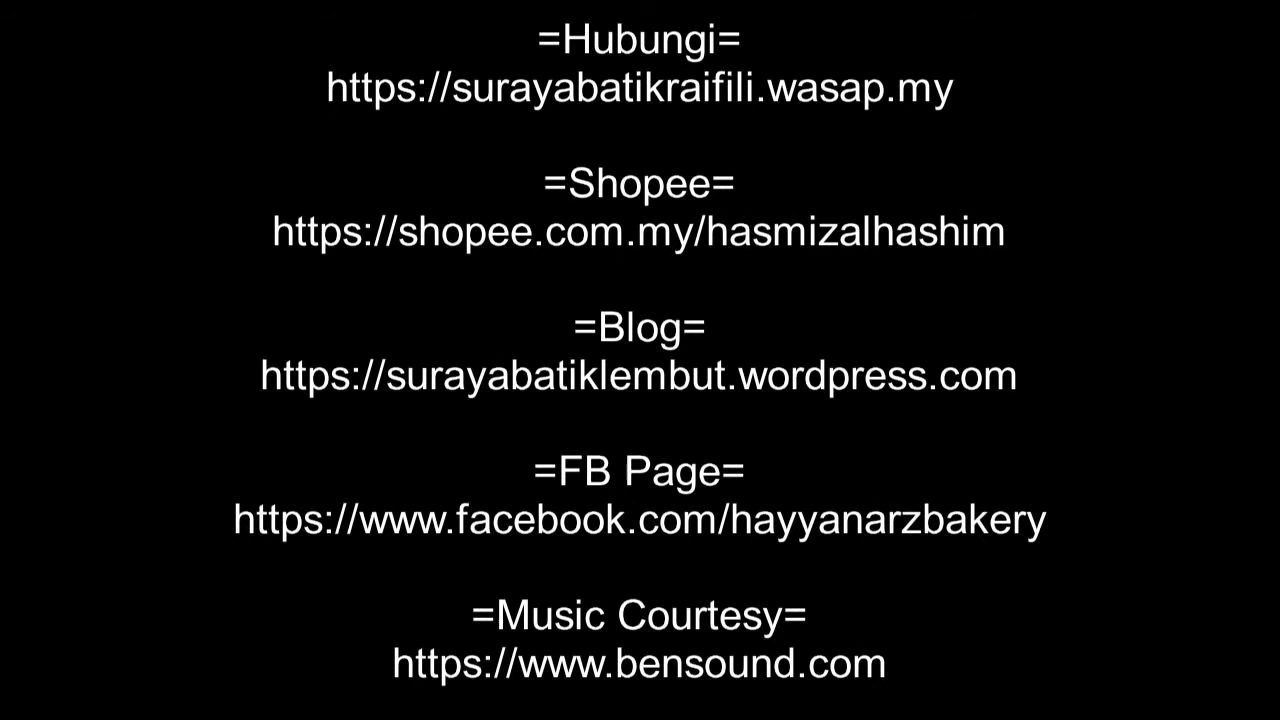 =Hubungi=
https://surayabatikraifili.wasap.my
=Shopee=
https://shopee.com.my/hasmizalhashim
=Blog=
https://surayabatiklembut.wordpress.com
=FB Page=
https://www.facebook.com/hayyanarzbakery
=Music Courtesy=
https://www.bensound.com